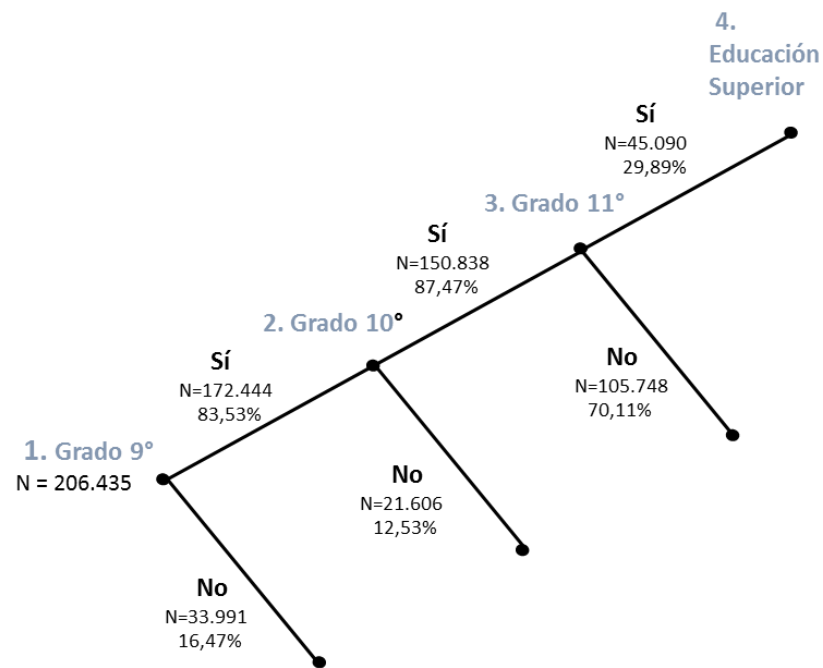 4.
Educación
Superior
Sí
N=45.090
29,89%
3. Grado 11°
Sí
N=150.838
87,47%
2. Grado 10°
No
N=105.748
70,11%
Sí
N=172.444
83,53%
1. Grado 9°
N = 206.435
No
N=21.606
12,53%
No
N=33.991
16,47%